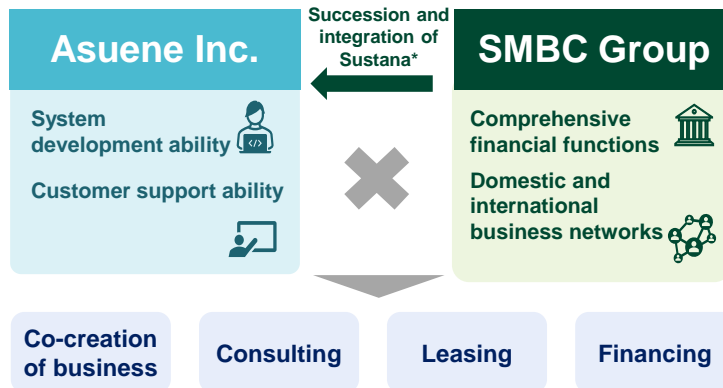 Asuene Inc.
Succession and
integration of
Sustana*
SMBC Group
System
development ability
</>
Customer support ability
Comprehensive
financial functions
Domestic and
international
business networks
Co-creation
of business
Consulting
Leasing
Financing